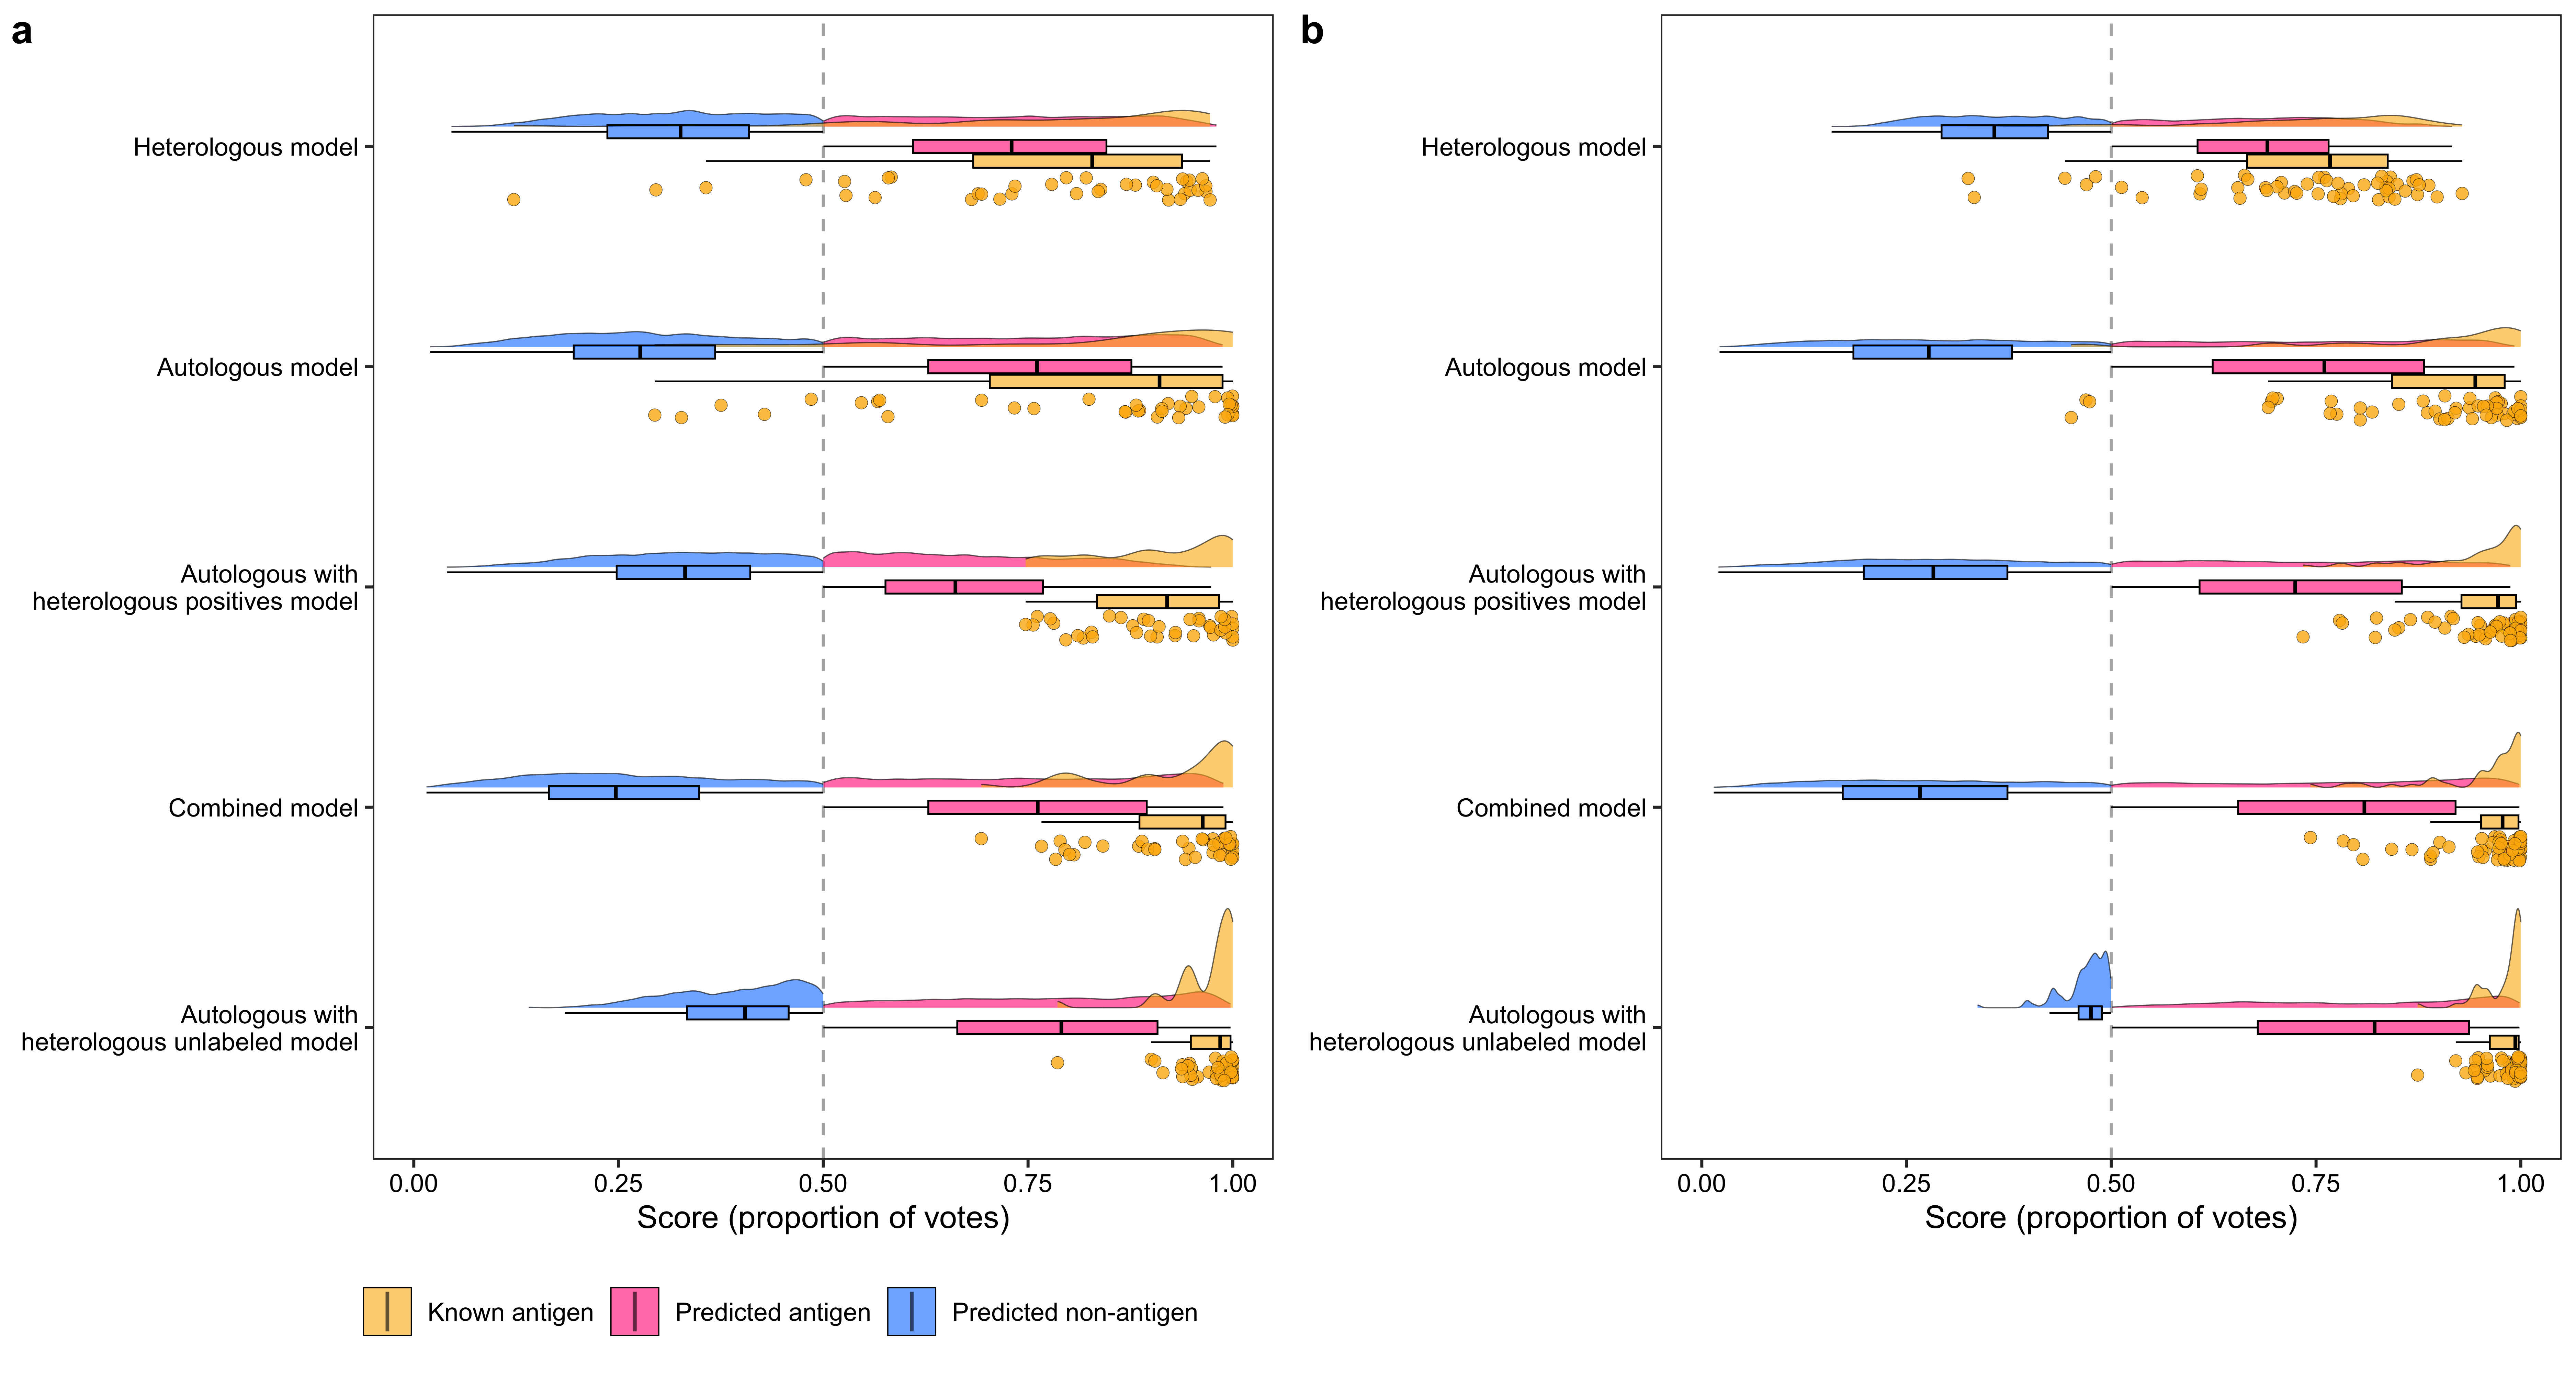 a
Heterologous model
Autologous model
Autologous with
heterologous positives model
Combined model
Autologous with
heterologous unlabeled model
0.00 0.25 0.50 0.75 1.00
Score (proportion of votes)
b
Heterologous model
Autologous model
Autologous with
heterologous positives model
Combined model
Autologous with
heterologous unlabeled model
0.00 0.25 0.50 0.75 1.00
Score (proportion of votes)
Known antigen Predicted antigen Predicted non-antigen